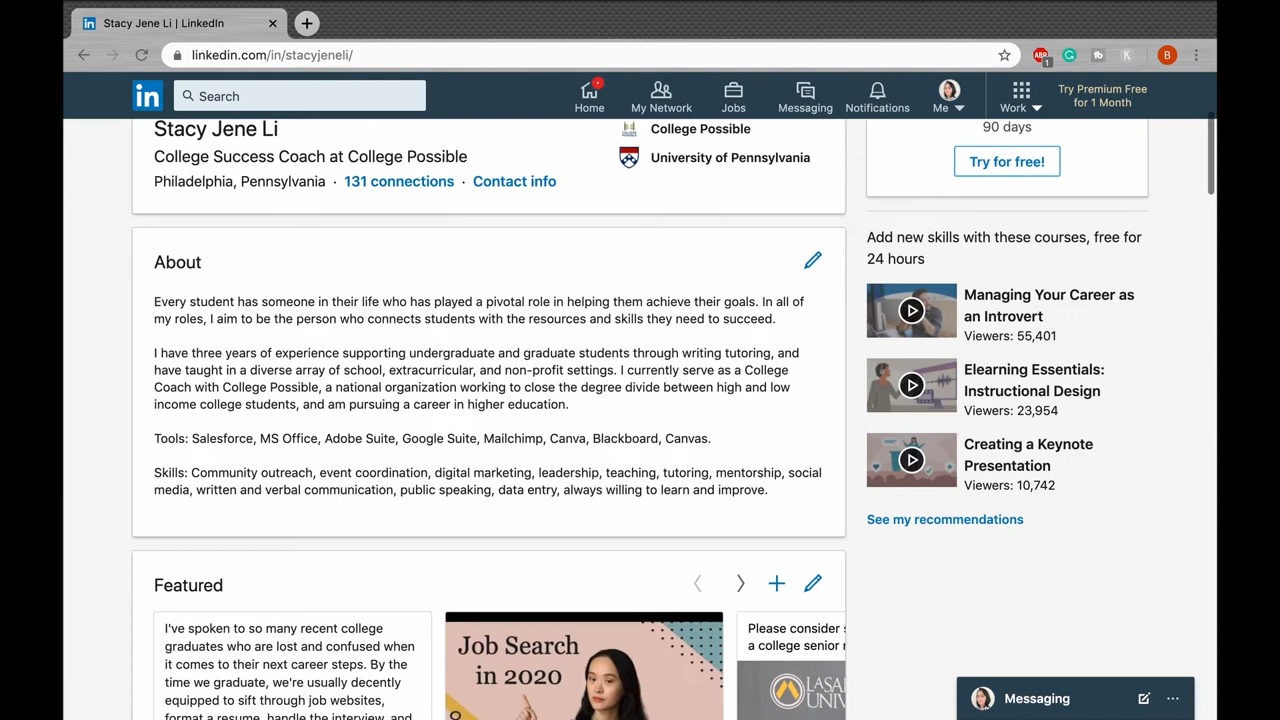 Stacy Jene Li | LinkedIn
linkedin.com/in/stacyjeneli/
ABP
1
B
in
Search
Home
My Network
Jobs
Messaging
Notifications
Me
Work
Try Premium Free
for 1 Month
Stacy Jene Li
College Success Coach at College Possible
Philadelphia, Pennsylvania · 131 connections · Contact info
College Possible
University of Pennsylvania
90 days
Try for free!
About
Every student has someone in their life who has played a pivotal role in helping them achieve their goals. In all of
my roles, I aim to be the person who connects students with the resources and skills they need to succeed.
I have three years of experience supporting undergraduate and graduate students through writing tutoring, and
have taught in a diverse array of school, extracurricular, and non-profit settings. I currently serve as a College
Coach with College Possible, a national organization working to close the degree divide between high and low
income college students, and am pursuing a career in higher education.
Tools: Salesforce, MS Office, Adobe Suite, Google Suite, Mailchimp, Canva, Blackboard, Canvas.
Skills: Community outreach, event coordination, digital marketing, leadership, teaching, tutoring, mentorship, social
media, written and verbal communication, public speaking, data entry, always willing to learn and improve.
Add new skills with these courses, free for
24 hours
Managing Your Career as
an Introvert
Viewers: 55,401
Elearning Essentials:
Instructional Design
Viewers: 23,954
Creating a Keynote
Presentation
Viewers: 10,742
See my recommendations
Featured
I've spoken to so many recent college
graduates who are lost and confused when
it comes to their next career steps. By the
time we graduate, we're usually decently
equipped to sift through job websites,
format a resume, handle the interview, and
Job Search
in 2020
Please consider
a college senior
LASAL
UNIV
Messaging